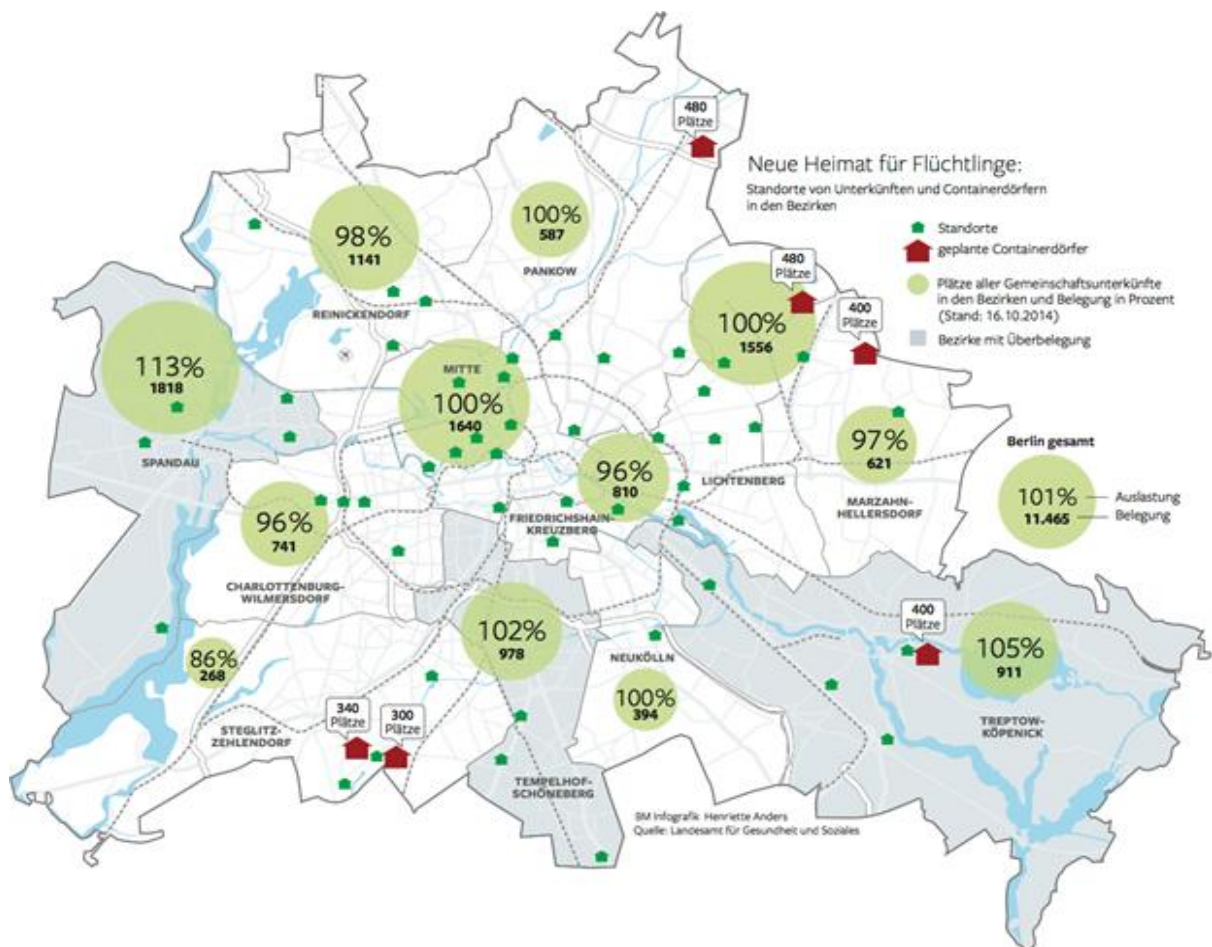 480
Plätze
Neue Heimat für Flüchtlinge:
Standorte von Unterkünften und Containerdörfern
in den Bezirken
Standorte
geplante Containerdörfer
Plätze aller Gemeinschaftsunterkünfte
in den Bezirken und Belegung in Prozent
(Stand: 16.10.2014)
Bezirke mit Überbelegung
98%
1141
REINICKENDORF
100%
587
PANKOW
480
Plätze
100%
1556
400
Plätze
113%
1818
SPANDAU
MITTE
100%
1640
96%
810
FRIEDRICHSHAIN-
KREUZBERG
LICHTENBERG
97%
621
MARZAHN-
HELLERSDORF
Berlin gesamt
101%
11.465
Auslastung
Belegung
96%
741
CHARLOTTENBURG-
WILMERSDORF
86%
268
STEGLITZ-
ZEHLENDORF
340
Plätze
300
Plätze
102%
978
TEMPELHOF-
SCHÖNEBERG
NEUKÖLLN
100%
394
400
Plätze
105%
911
TREPTOW-
KÖPENICK
BM Infografik Henriette Anders
Quelle: Landesamt für Gesundheit und Soziales